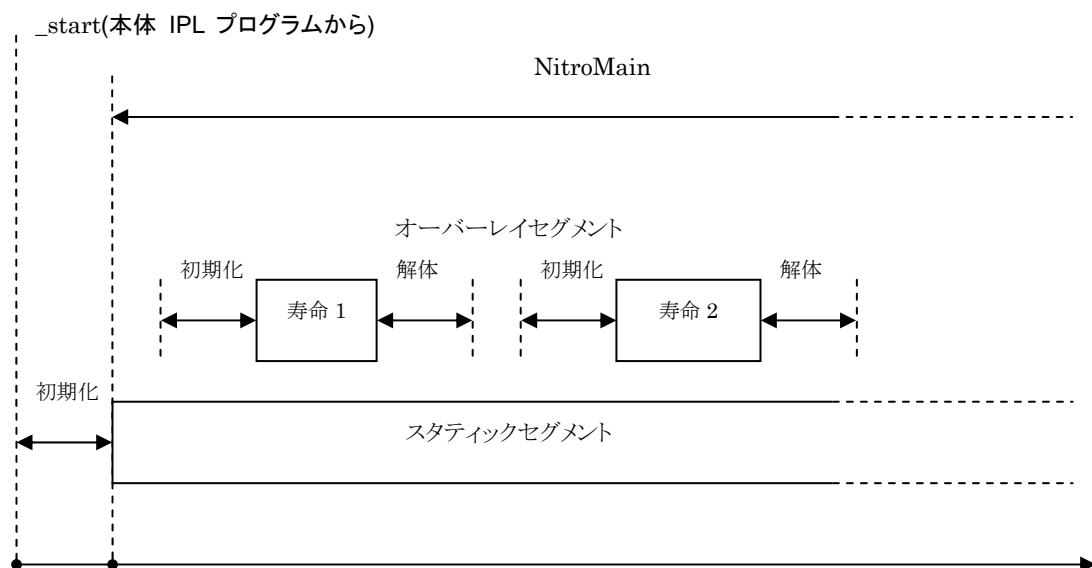 _start(本体 IPL プログラムから)
NitroMain
オーバーレイセグメント
初期化
解体
初期化
解体
寿命 1
寿命 2
初期化
スタティックセグメント